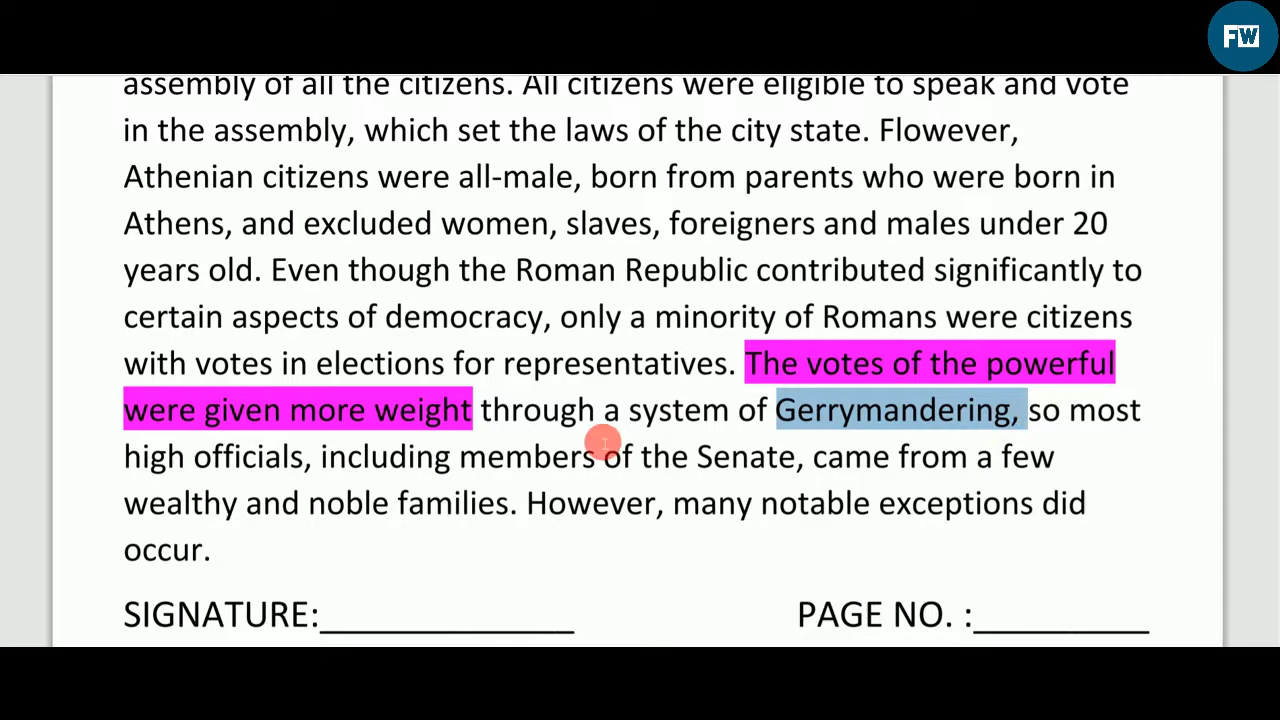 FW
assembly of all the citizens. All citizens were eligible to speak and vote
in the assembly, which set the laws of the city state. Flowever,
Athenian citizens were all-male, born from parents who were born in
Athens, and excluded women, slaves, foreigners and males under 20
years old. Even though the Roman Republic contributed significantly to
certain aspects of democracy, only a minority of Romans were citizens
with votes in elections for representatives. The votes of the powerful
were given more weight through a system of Gerrymandering, so most
high officials, including members of the Senate, came from a few
wealthy and noble families. However, many notable exceptions did
occur.
SIGNATURE:______________ PAGE NO. :__________